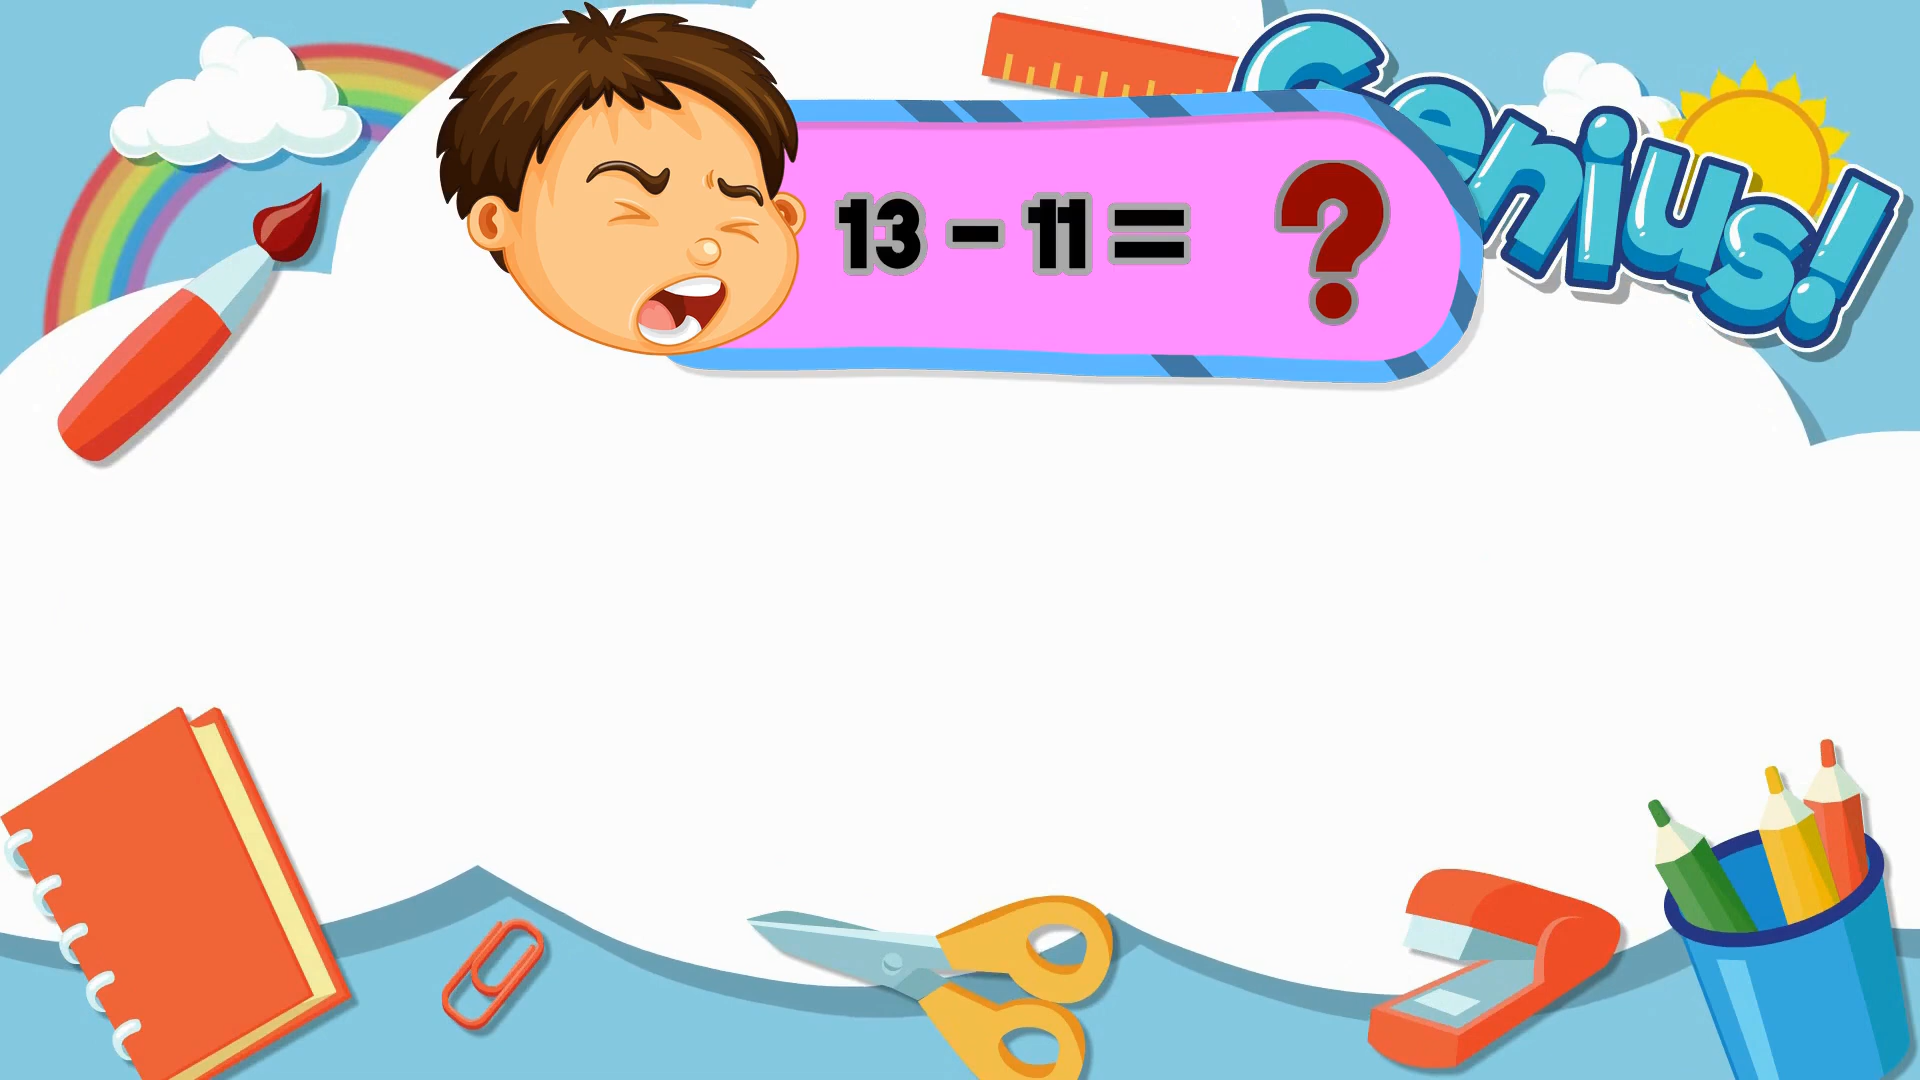 Genius!
13 – 11 = ?